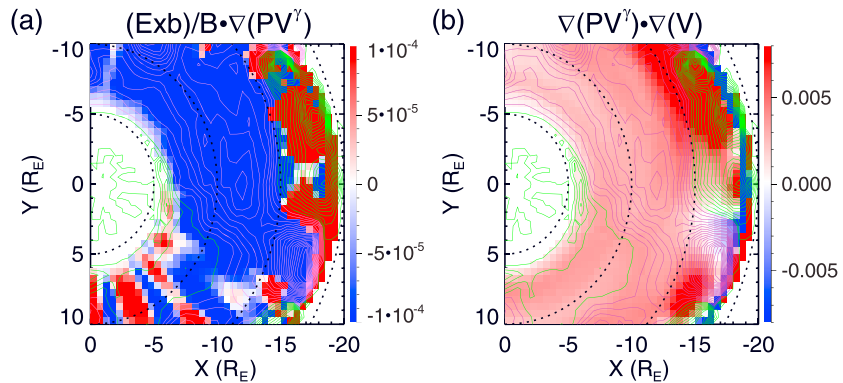 (a) (Exb)/B•∇(PV^γ)
-10
-5
0
5
10
Y (R_E)
0 -5 -10 -15 -20
X (R_E)
1•10^-4
5•10^-5
0
-5•10^-5
-1•10^-4
(b) ∇(PV^γ)•∇(V)
-10
-5
0
5
10
Y (R_E)
0 -5 -10 -15 -20
X (R_E)
0.005
0.000
-0.005